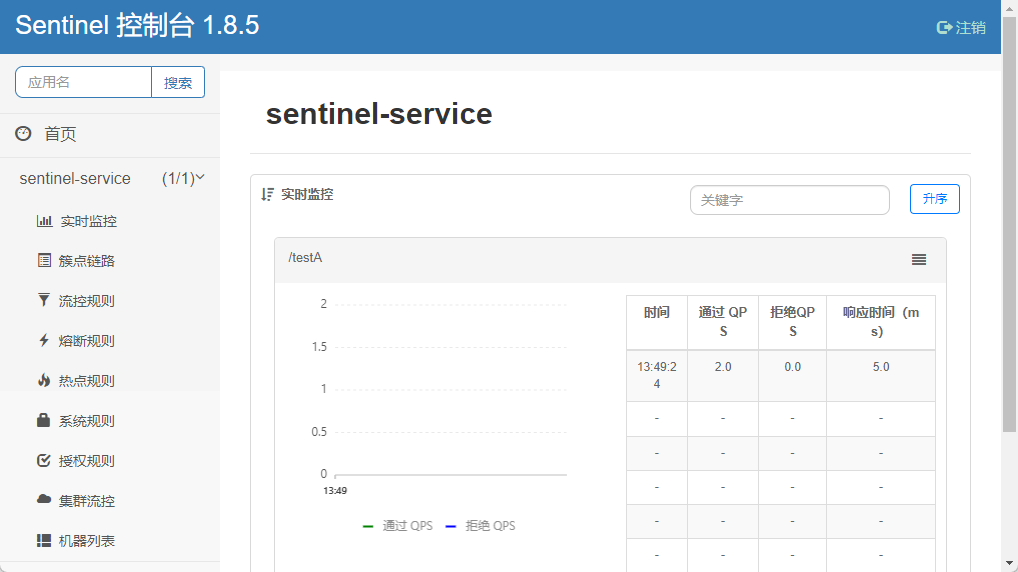 Sentinel 控制台 1.8.5
注销
应用名
搜索
首页
sentinel-service
(1/1)
实时监控
簇点链路
流控规则
熔断规则
热点规则
系统规则
授权规则
集群流控
机器列表
sentinel-service
实时监控
关键字
升序
/testA
2
1.5
1
0.5
0
13:49
通过 QPS
拒绝 QPS
时间
通过 QP
S
拒绝QP
S
响应时间（m
s）
13:49:2
4
2.0
0.0
5.0
- - - -
- - - -
- - - -
- - - -
- - - -